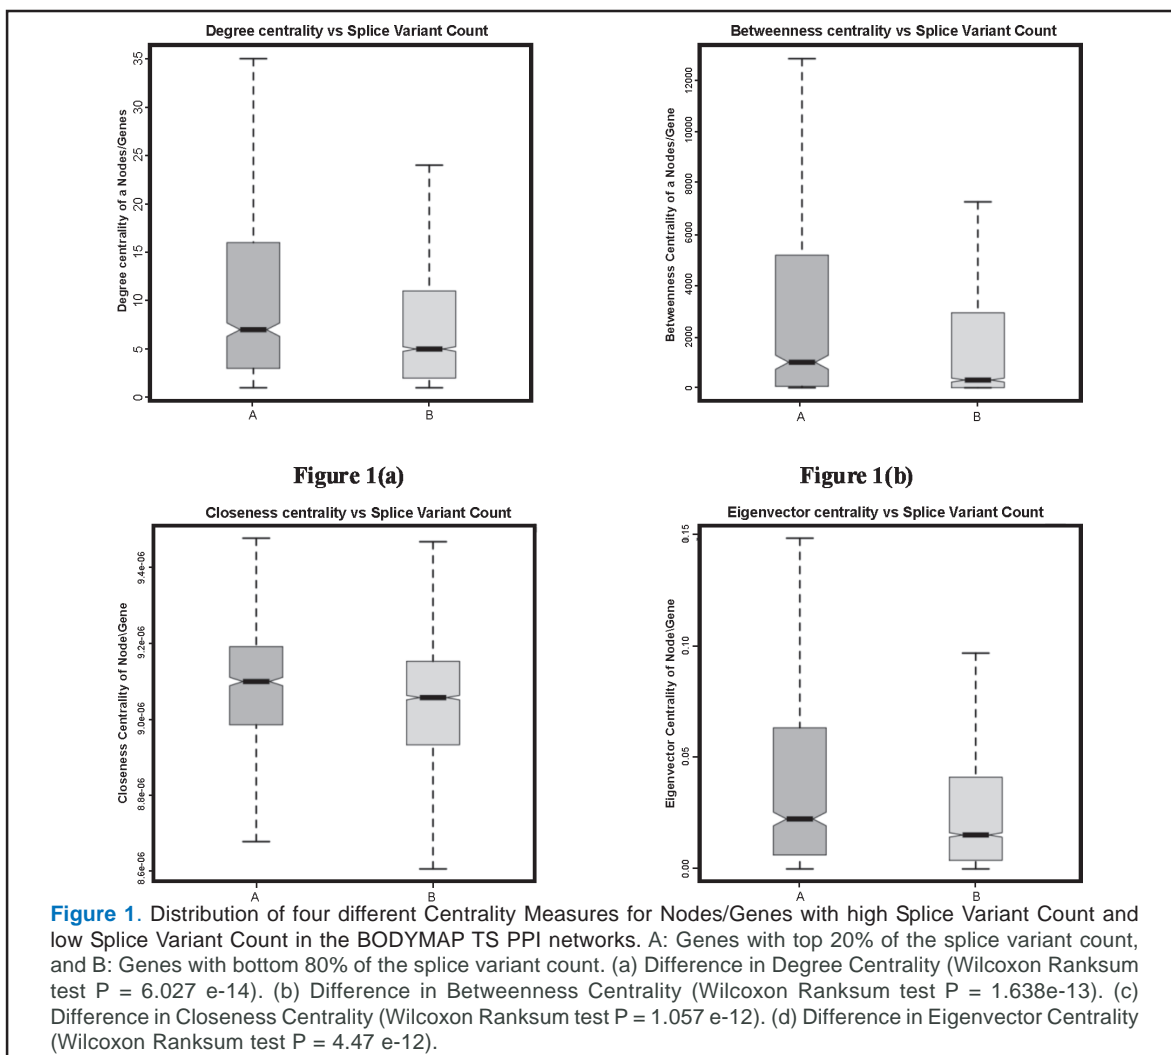 Degree centrality vs Splice Variant Count
Degree centrality of a Nodes/Genes
35
30
25
20
15
10
5
0
A
B
Figure 1(a)
Betweenness centrality vs Splice Variant Count
Betweenness Centrality of a Node/Gene
12000
10000
8000
6000
4000
2000
0
A
B
Figure 1(b)
Closeness centrality vs Splice Variant Count
Closeness Centrality of Node\Gene
9.4e-06
9.2e-06
9.0e-06
8.8e-06
8.6e-06
A
B
Eigenvector centrality vs Splice Variant Count
Eigenvector Centrality of Node\Gene
0.15
0.10
0.05
0.00
A
B
Figure 1. Distribution of four different Centrality Measures for Nodes/Genes with high Splice Variant Count and
low Splice Variant Count in the BODYMAP TS PPI networks. A: Genes with top 20% of the splice variant count,
and B: Genes with bottom 80% of the splice variant count. (a) Difference in Degree Centrality (Wilcoxon Ranksum
test P = 6.027 e-14). (b) Difference in Betweenness Centrality (Wilcoxon Ranksum test P = 1.638e-13). (c)
Difference in Closeness Centrality (Wilcoxon Ranksum test P = 1.057 e-12). (d) Difference in Eigenvector Centrality
(Wilcoxon Ranksum test P = 4.47 e-12).